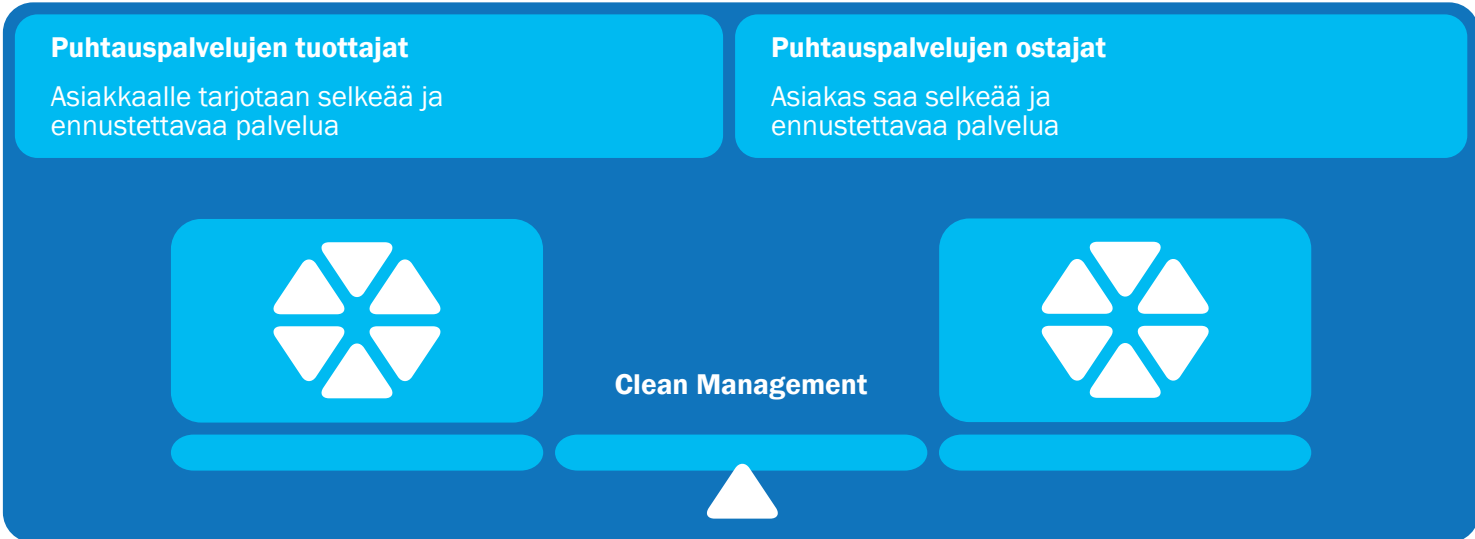 Puhtauspalvelujen tuottajat
Asiakkaalle tarjotaan selkeää ja
ennustettavaa palvelua
Puhtauspalvelujen ostajat
Asiakas saa selkeää ja
ennustettavaa palvelua
Clean Management